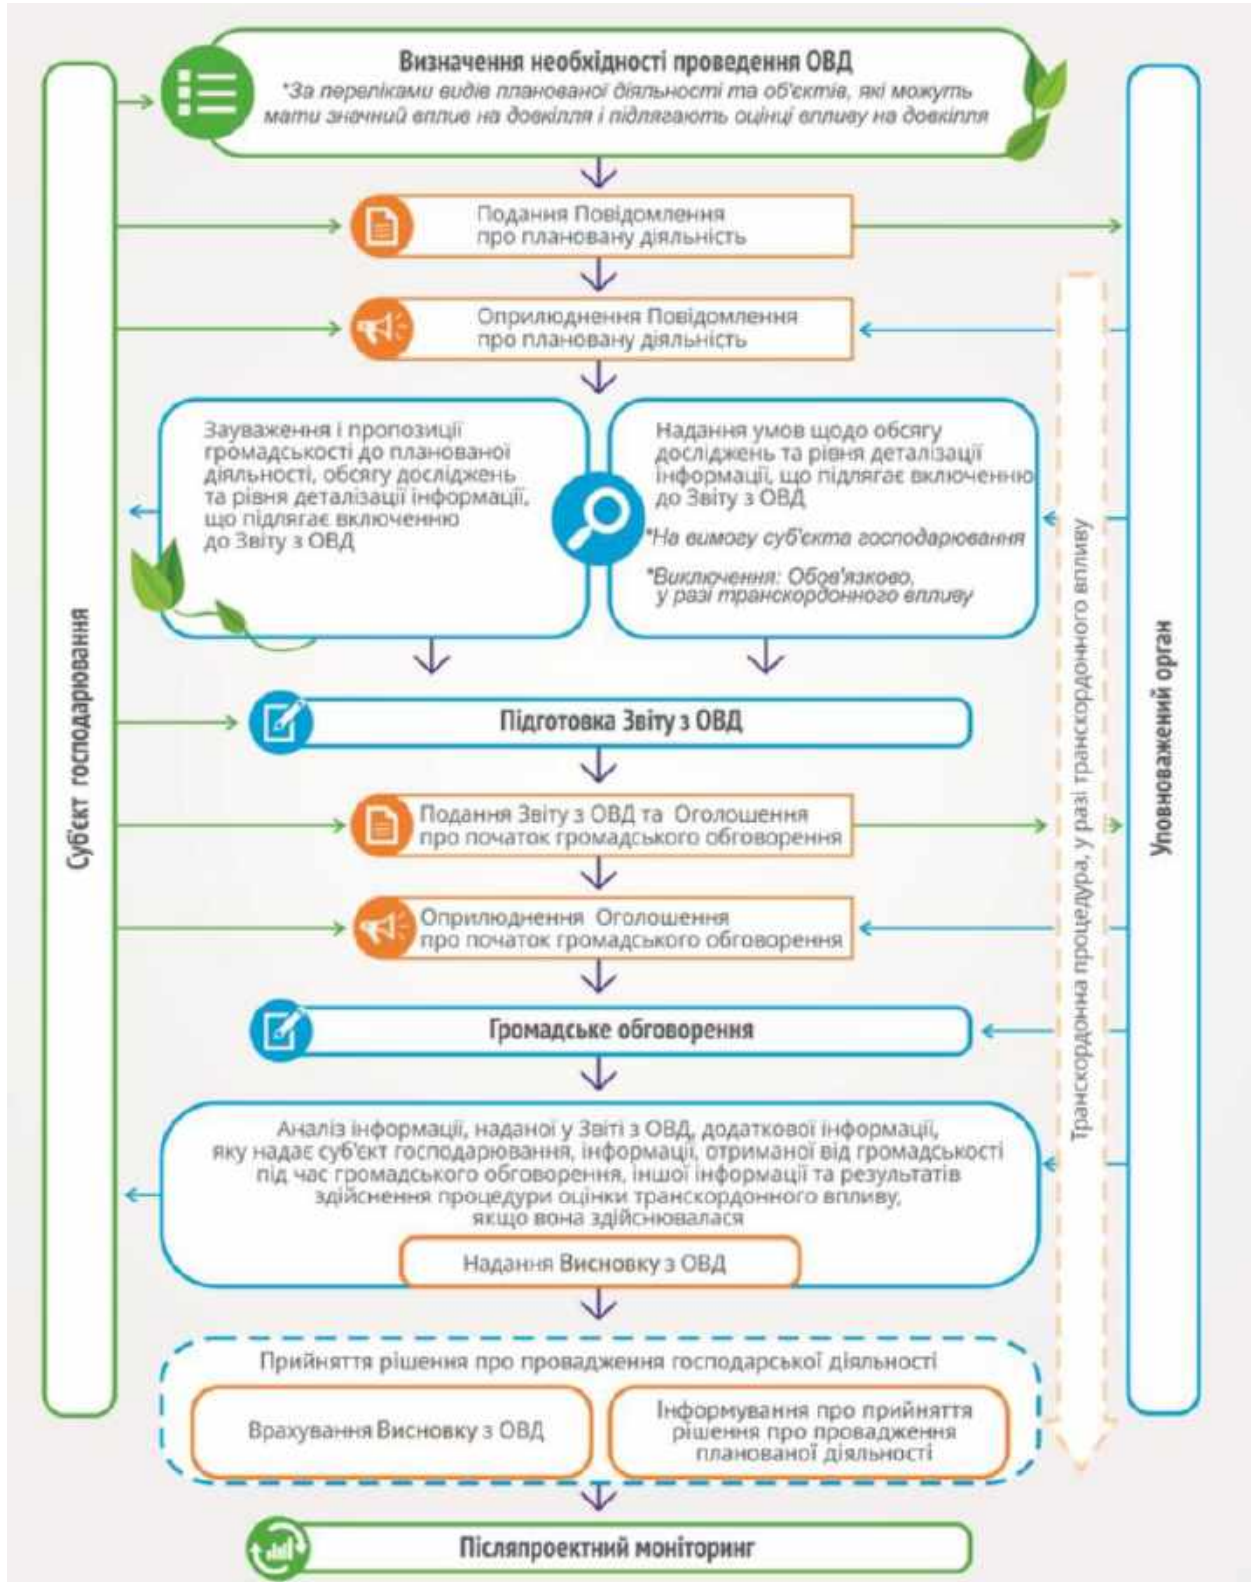 Визначення необхідності проведення ОВД
*За переліками видів планованої діяльності та об'єктів, які можуть
мати значний вплив на довкілля і підлягають оцінці впливу на довкілля
Подання Повідомлення
про плановану діяльність
Оприлюднення Повідомлення
про плановану діяльність
Зауваження і пропозиції
громадськості до планованої
діяльності, обсягу досліджень
та рівня деталізації інформації,
що підлягає включенню
до Звіту з ОВД
Надання умов щодо обсягу
досліджень та рівня деталізації
інформації, що підлягає включенню
до Звіту з ОВД
*На вимогу суб'єкта господарювання
*Виключення: Обов'язково,
у разі транскордонного впливу
Підготовка Звіту з ОВД
Подання Звіту з ОВД та Оголошення
про початок громадського обговорення
Оприлюднення Оголошення
про початок громадського обговорення
Громадське обговорення
Аналіз інформації, наданої у Звіті з ОВД, додаткової інформації,
яку надає суб'єкт господарювання, інформації, отриманої від громадськості
під час громадського обговорення, іншої інформації та результатів
здійснення процедури оцінки транскордонного впливу,
якщо вона здійснювалася
Надання Висновку з ОВД
Прийняття рішення про провадження господарської діяльності
Врахування Висновку з ОВД
Інформування про прийняття
рішення про провадження
планованої діяльності
Післяпроектний моніторинг
Суб'єкт господарювання
Транскордонна процедура, у разі транскордонного впливу
Уповноважений орган